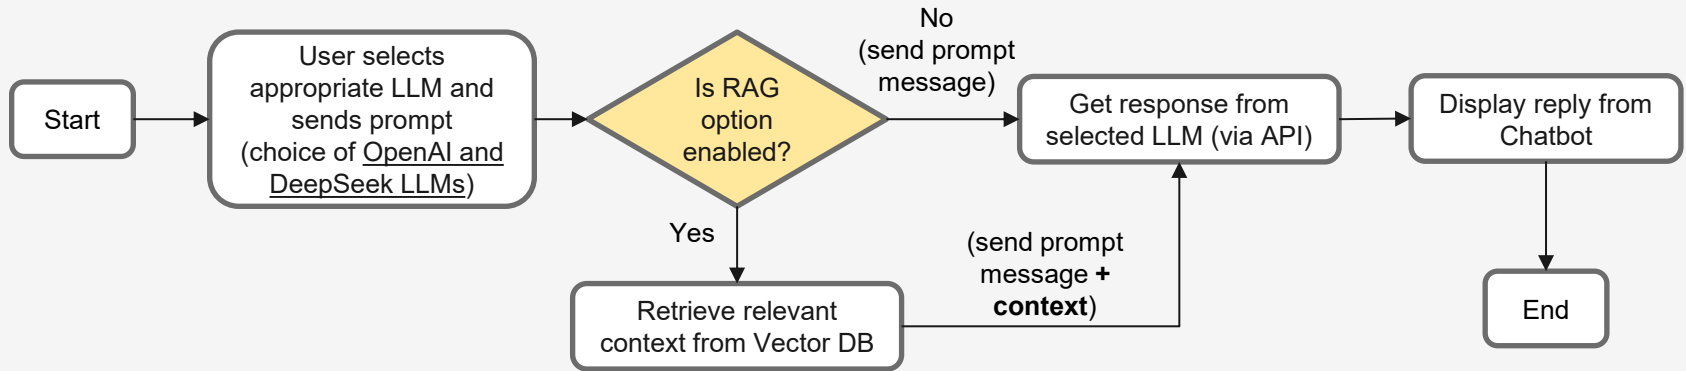 Start
User selects
appropriate LLM and
sends prompt
(choice of OpenAI and
DeepSeek LLMs)
Is RAG
option
enabled?
No
(send prompt
message)
Get response from
selected LLM (via API)
Display reply from
Chatbot
Yes
(send prompt
message +
context)
Retrieve relevant
context from Vector DB
End